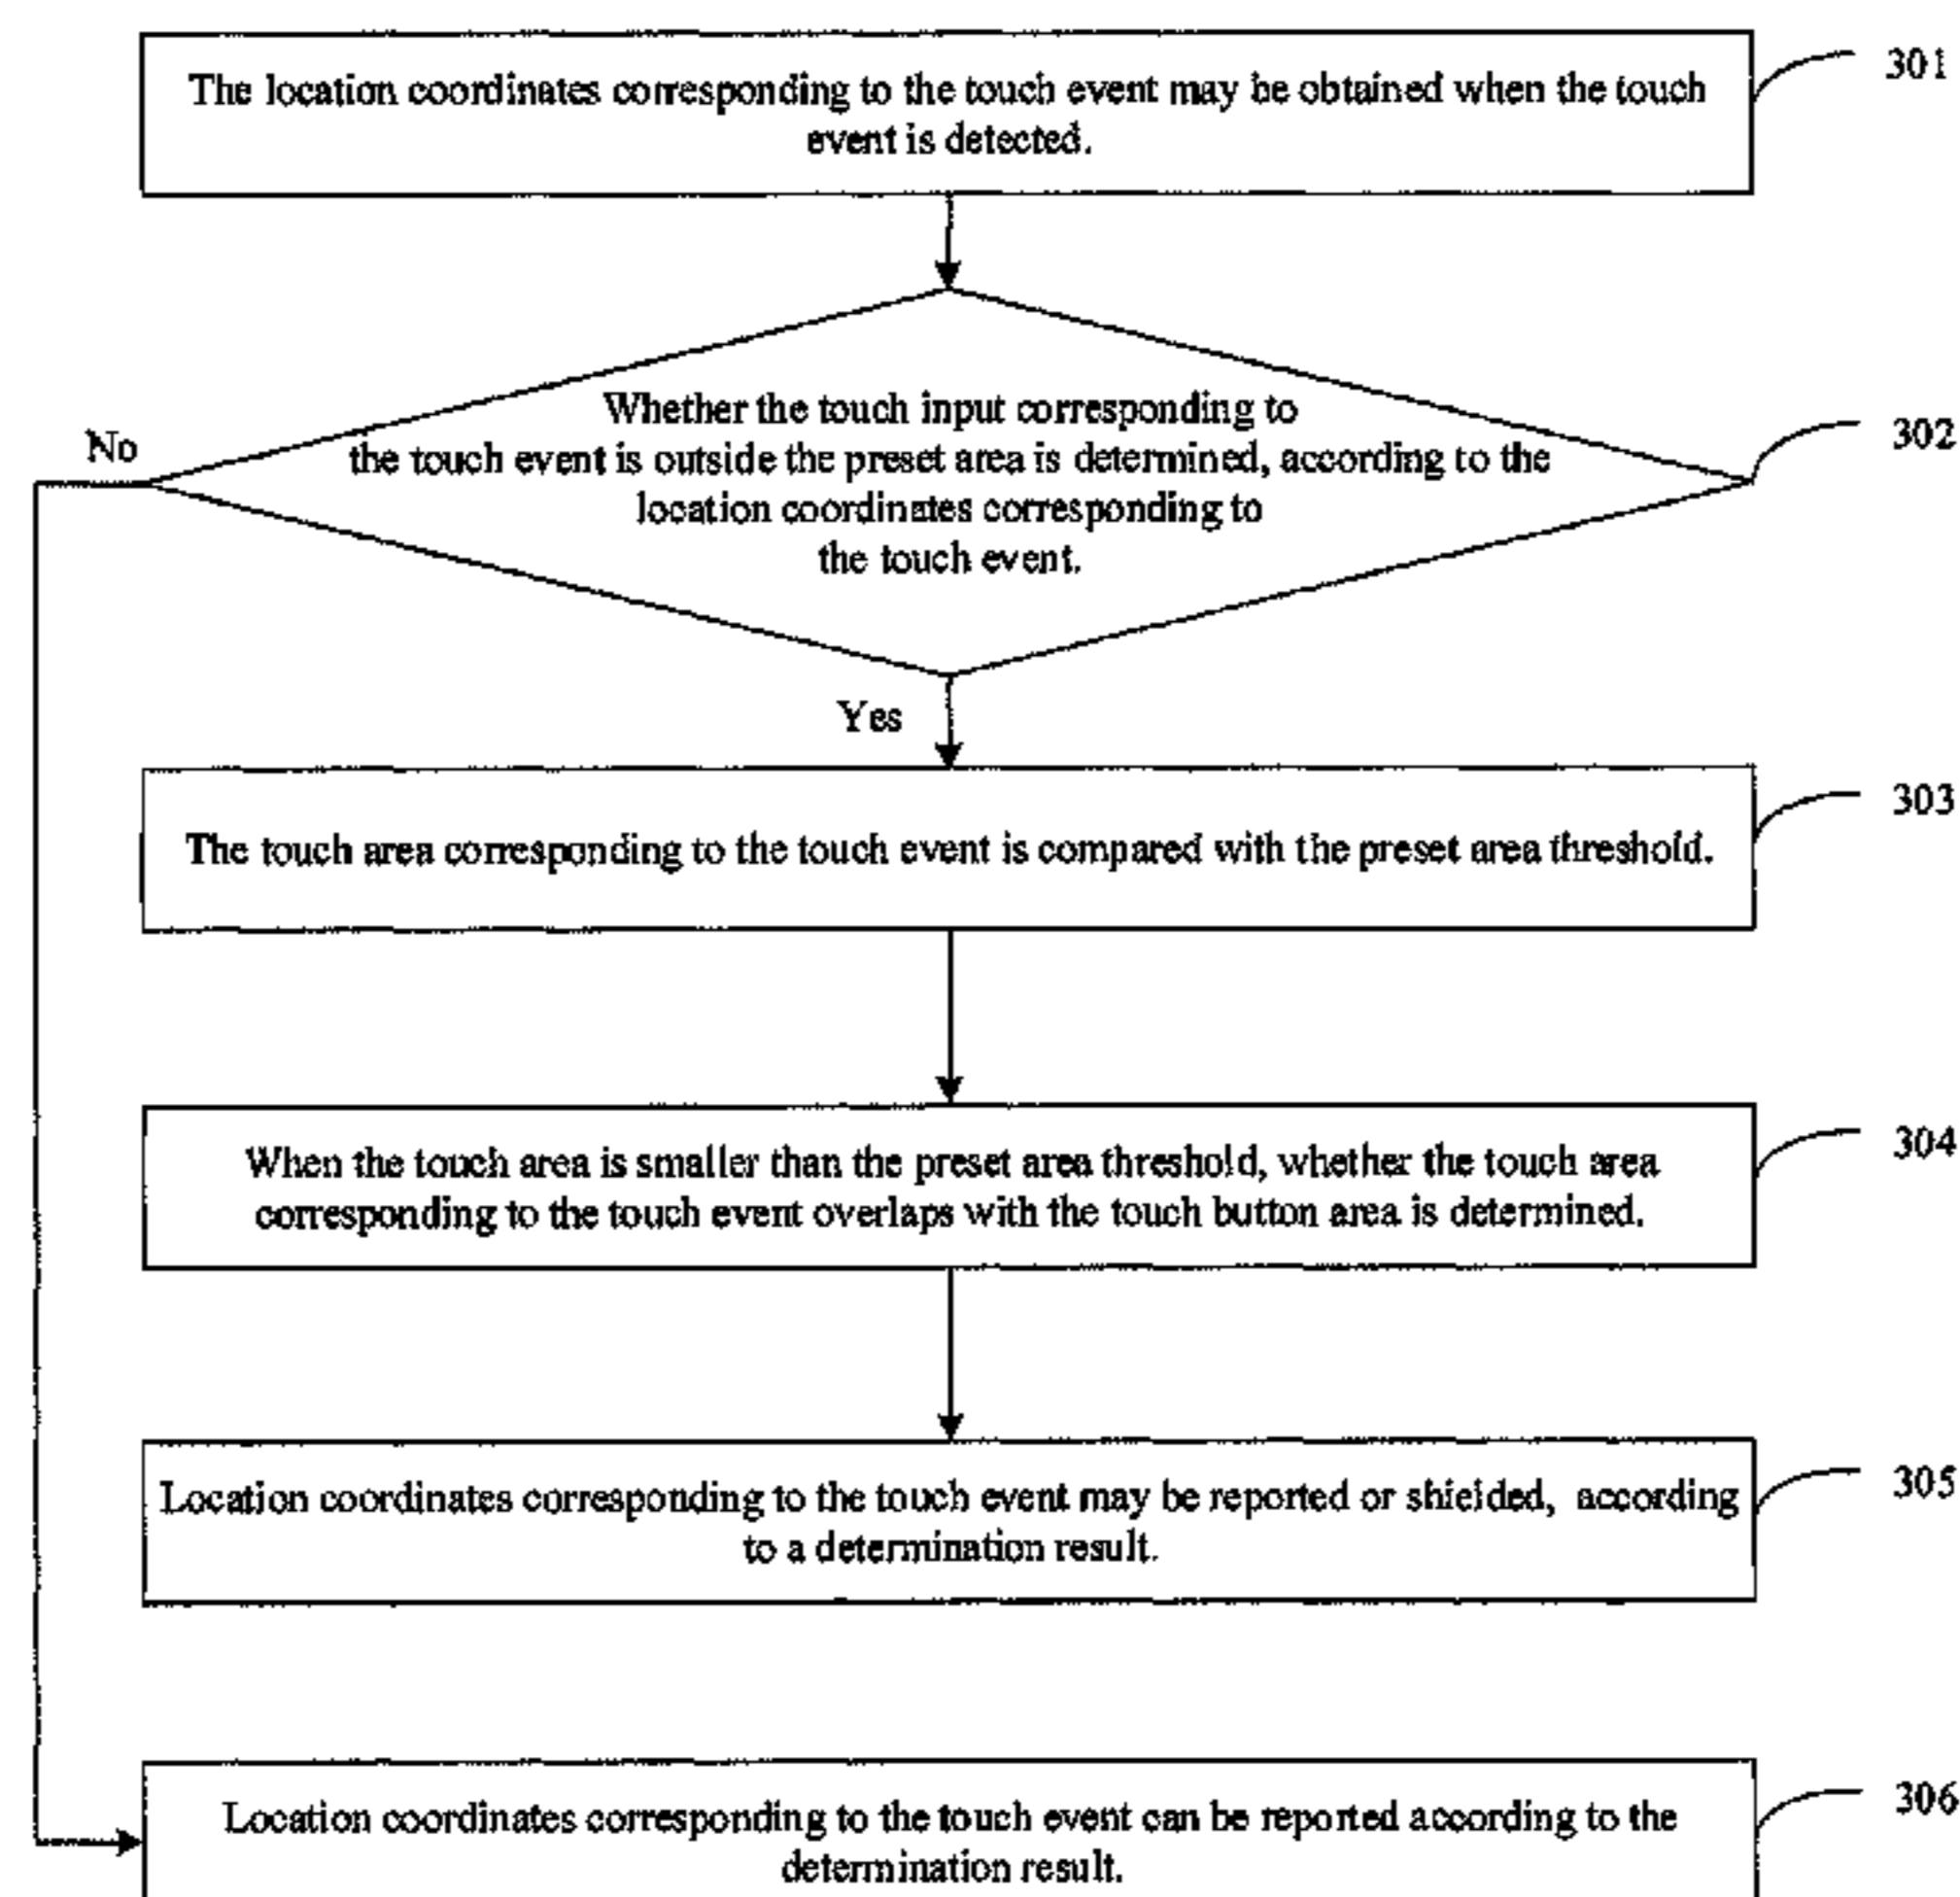 The location coordinates corresponding to the touch event may be obtained when the touch
event is detected.
301
Whether the touch input corresponding to
the touch event is outside the preset area is determined, according to the
location coordinates corresponding to
the touch event.
302
No
Yes
The touch area corresponding to the touch event is compared with the preset area threshold.
303
When the touch area is smaller than the preset area threshold, whether the touch area
corresponding to the touch event overlaps with the touch button area is determined.
304
Location coordinates corresponding to the touch event may be reported or shielded, according
to a determination result.
305
Location coordinates corresponding to the touch event can be reported according to the
determination result.
306